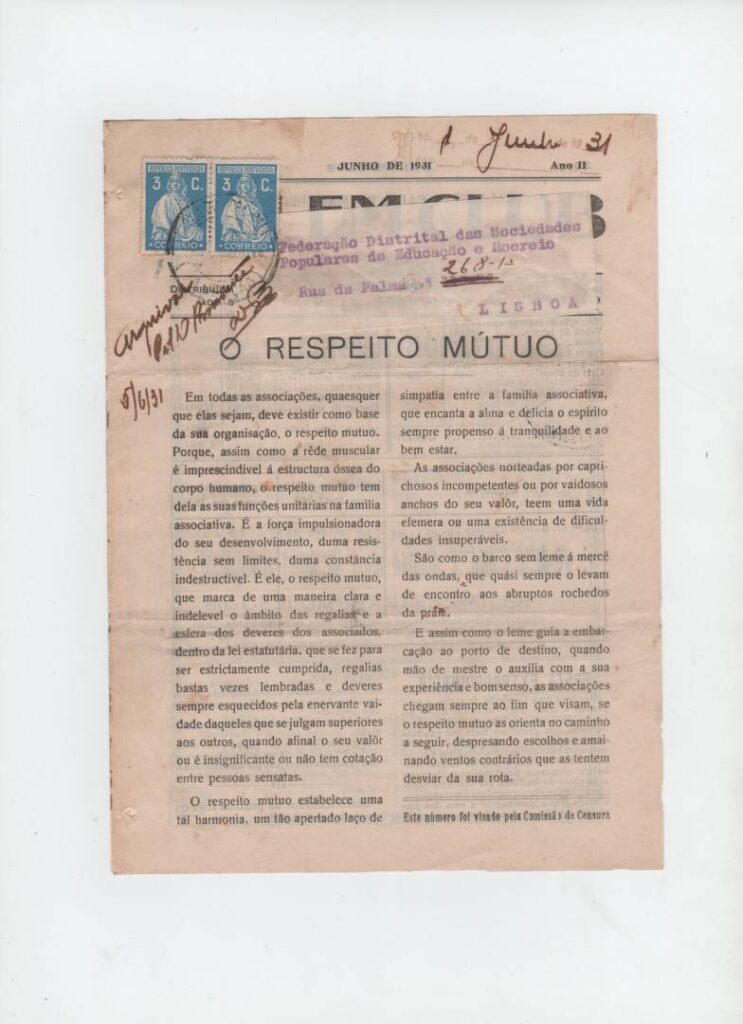 1 Junho 31
JUNHO DE 1931
Ano II
REPUBLICA PORTUGUESA
3 C.
CORREIO
REPUBLICA PORTUGUESA
3 C.
CORREIO
EM CLUB
Federação Distrital das Sociedades
Populares de Educação e Recreio
268-1º
Rua da Palma nº
LISBOA
Arquivar
5/6/31
O RESPEITO MÚTUO
Em todas as associações, quaesquer
que elas sejam, deve existir como base
da sua organisação, o respeito mutuo.
Porque, assim como a rêde muscular
é imprescindivel á estructura óssea do
corpo humano, o respeito mutuo tem
dela as suas funções unitárias na familia
associativa. É a força impulsionadora
do seu desenvolvimento, duma resis-
tência sem limites, duma constância
indestructivel. É ele, o respeito mutuo,
que marca de uma maneira clara e
indelevel o âmbito das regalias e a
esfera dos deveres dos associados,
dentro da lei estatutária, que se fez para
ser estrictamente cumprida, regalias
bastas vezes lembradas e deveres
sempre esquecidos pela enervante vai-
dade daqueles que se julgam superiores
aos outros, quando afinal o seu valôr
ou é insignificante ou não tem cotação
entre pessoas sensatas.
O respeito mutuo estabelece uma
tal harmonia, um tão apertado laço de
simpatia entre a familia associativa,
que encanta a alma e delicia o espirito
sempre propenso á tranquilidade e ao
bem estar.
As associações norteadas por capri-
chosos incompetentes ou por vaidosos
anchos do seu valôr, teem uma vida
efemera ou uma existência de dificul-
dades insuperáveis.
São como o barco sem leme á mercê
das ondas, que quási sempre o levam
de encontro aos abruptos rochedos
da praia.
E assim como o leme guia a embar-
cação ao porto de destino, quando
mão de mestre o auxilia com a sua
experiência e bom senso, as associações
chegam sempre ao fim que visam, se
o respeito mutuo as orienta no caminho
a seguir, despresando escolhos e amai-
nando ventos contrários que as tentem
desviar da sua rota.
Este número foi visado pela Comissão de Censura